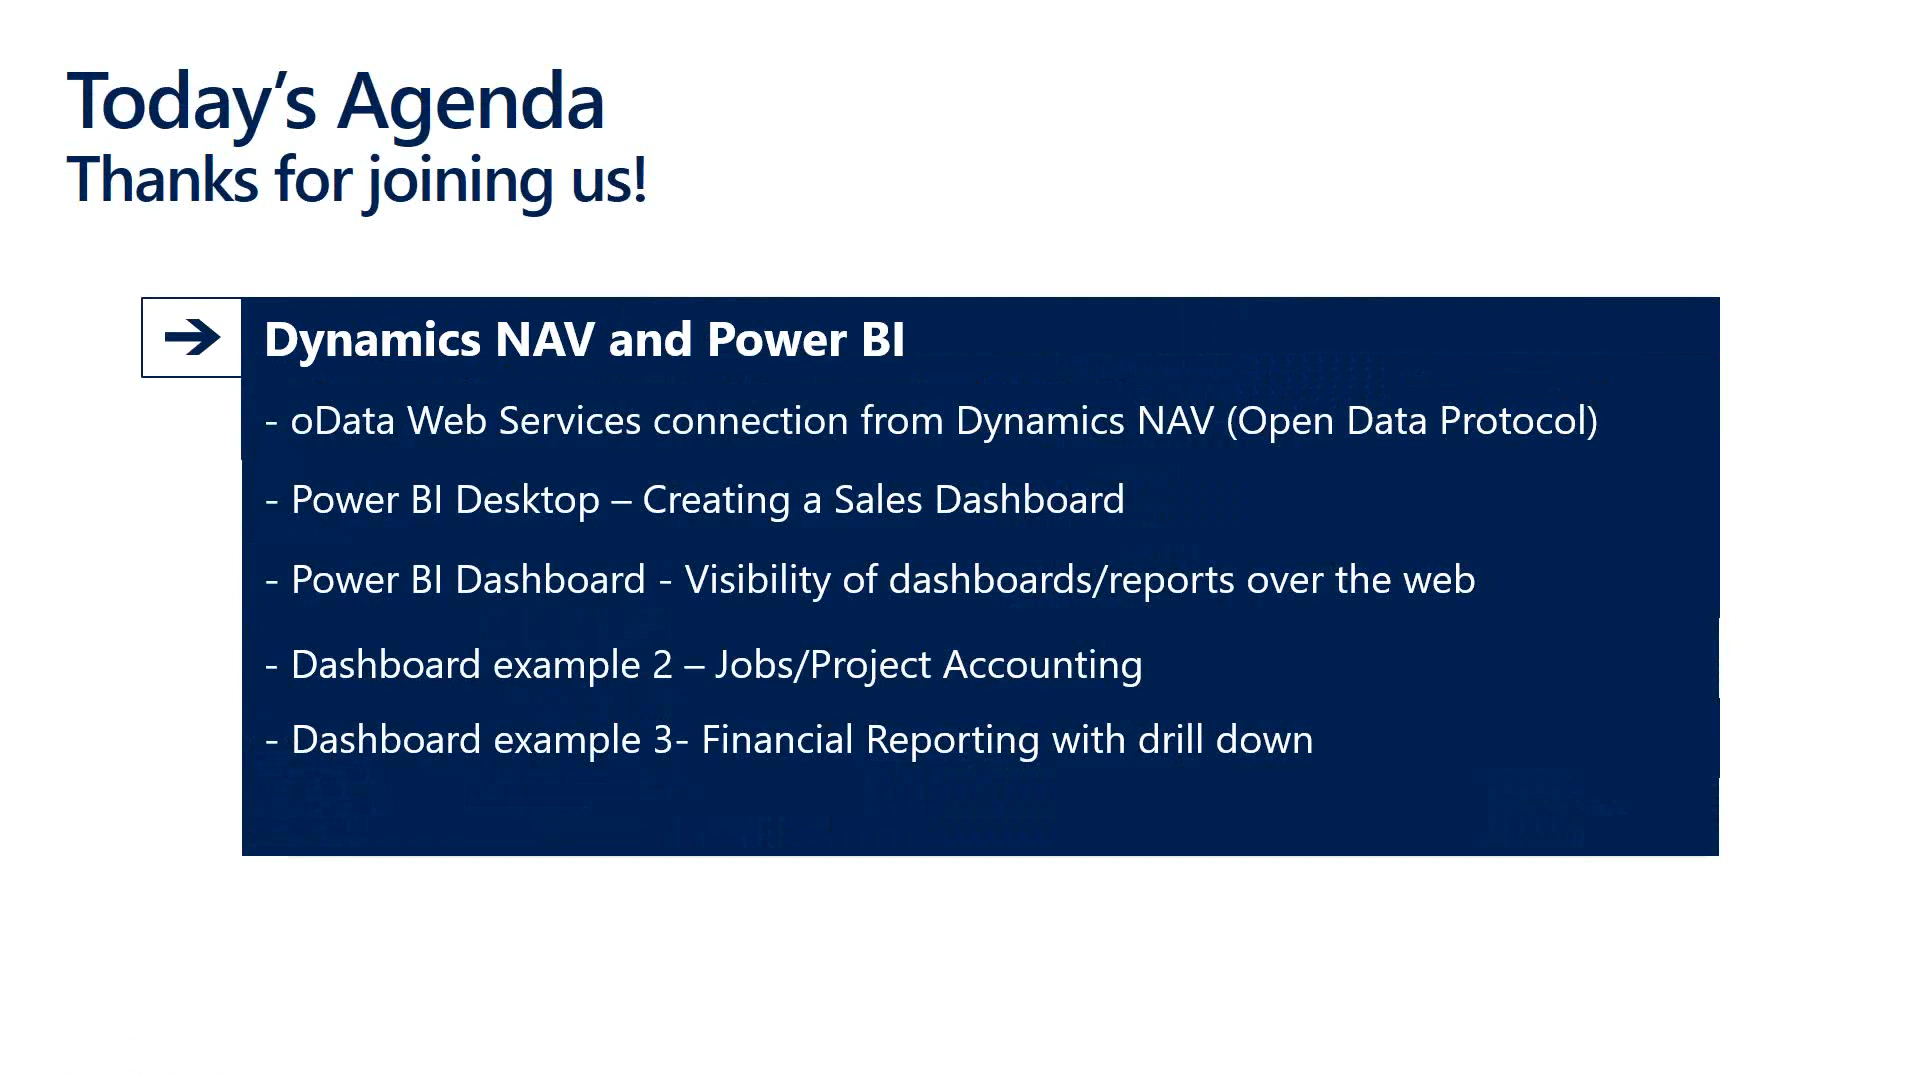 Today’s Agenda
Thanks for joining us!
Dynamics NAV and Power BI
- oData Web Services connection from Dynamics NAV (Open Data Protocol)
- Power BI Desktop – Creating a Sales Dashboard
- Power BI Dashboard - Visibility of dashboards/reports over the web
- Dashboard example 2 – Jobs/Project Accounting
- Dashboard example 3- Financial Reporting with drill down